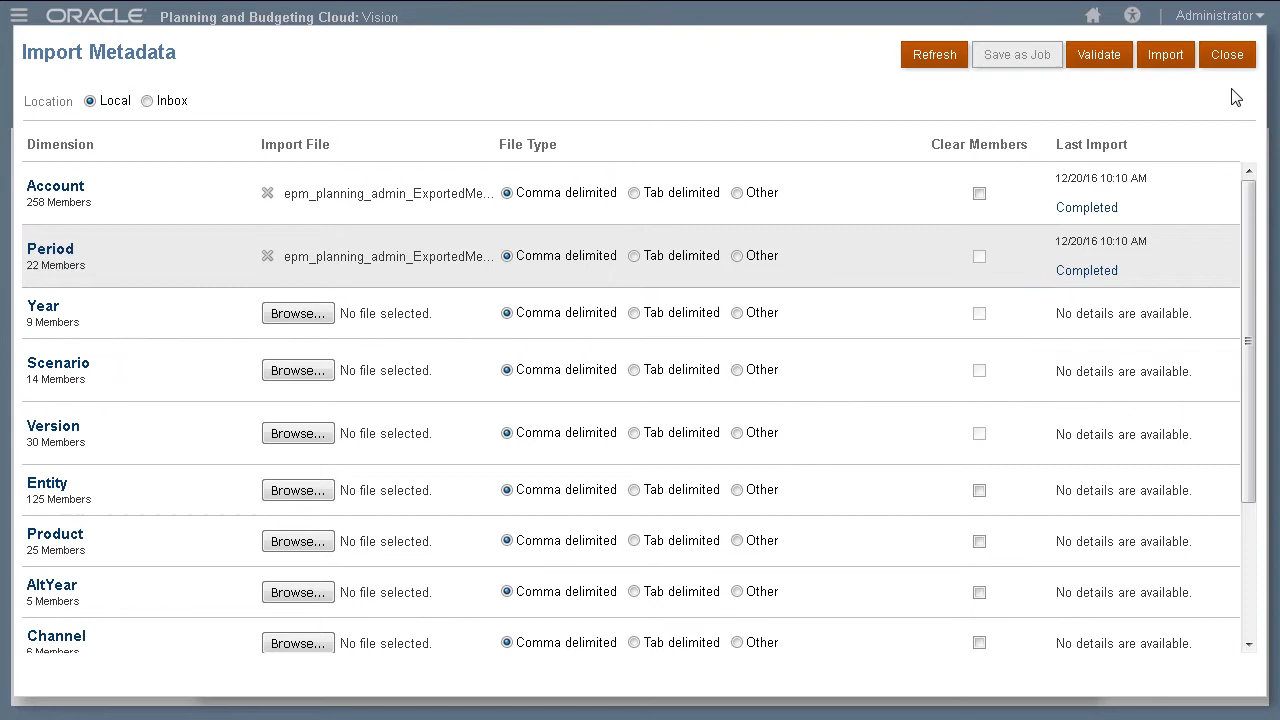 ORACLE® Planning and Budgeting Cloud: Vision Administrator
Import Metadata
Refresh Save as Job Validate Import Close
Location Local Inbox
Dimension Import File File Type Clear Members Last Import
Account epm_planning_admin_ExportedMe... Comma delimited Tab delimited Other 12/20/16 10:10 AM
258 Members Completed
Period epm_planning_admin_ExportedMe... Comma delimited Tab delimited Other 12/20/16 10:10 AM
22 Members Completed
Year Browse... No file selected. Comma delimited Tab delimited Other No details are available.
9 Members
Scenario Browse... No file selected. Comma delimited Tab delimited Other No details are available.
14 Members
Version Browse... No file selected. Comma delimited Tab delimited Other No details are available.
30 Members
Entity Browse... No file selected. Comma delimited Tab delimited Other No details are available.
125 Members
Product Browse... No file selected. Comma delimited Tab delimited Other No details are available.
25 Members
AltYear Browse... No file selected. Comma delimited Tab delimited Other No details are available.
5 Members
Channel Browse... No file selected. Comma delimited Tab delimited Other No details are available.
6 Members